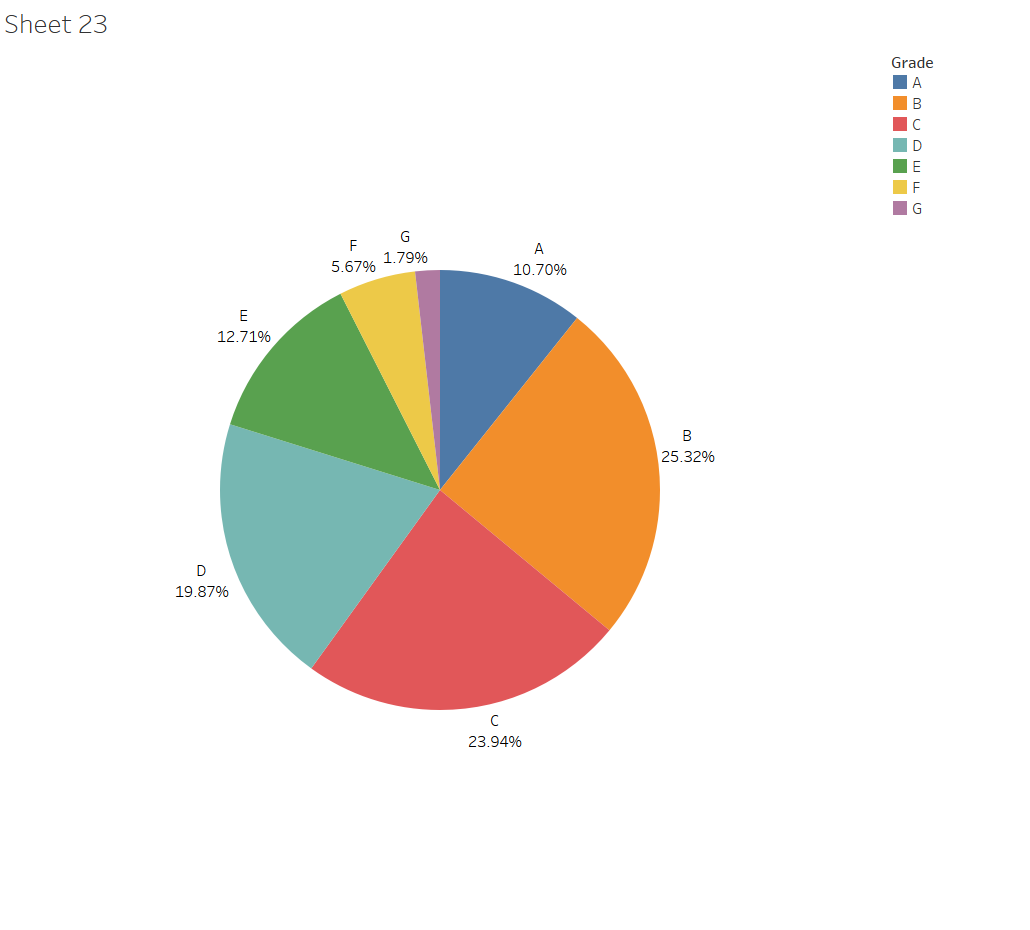 Sheet 23
Grade
A
B
C
D
E
F
G
G
1.79%
F
5.67%
A
10.70%
E
12.71%
B
25.32%
D
19.87%
C
23.94%